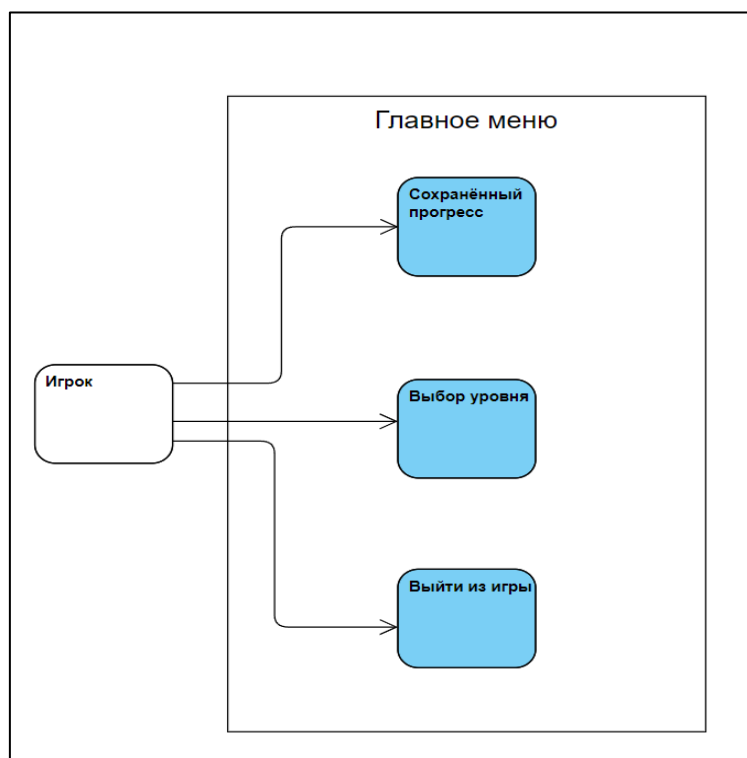 Главное меню
Сохранённый
прогресс
Игрок
Выбор уровня
Выйти из игры